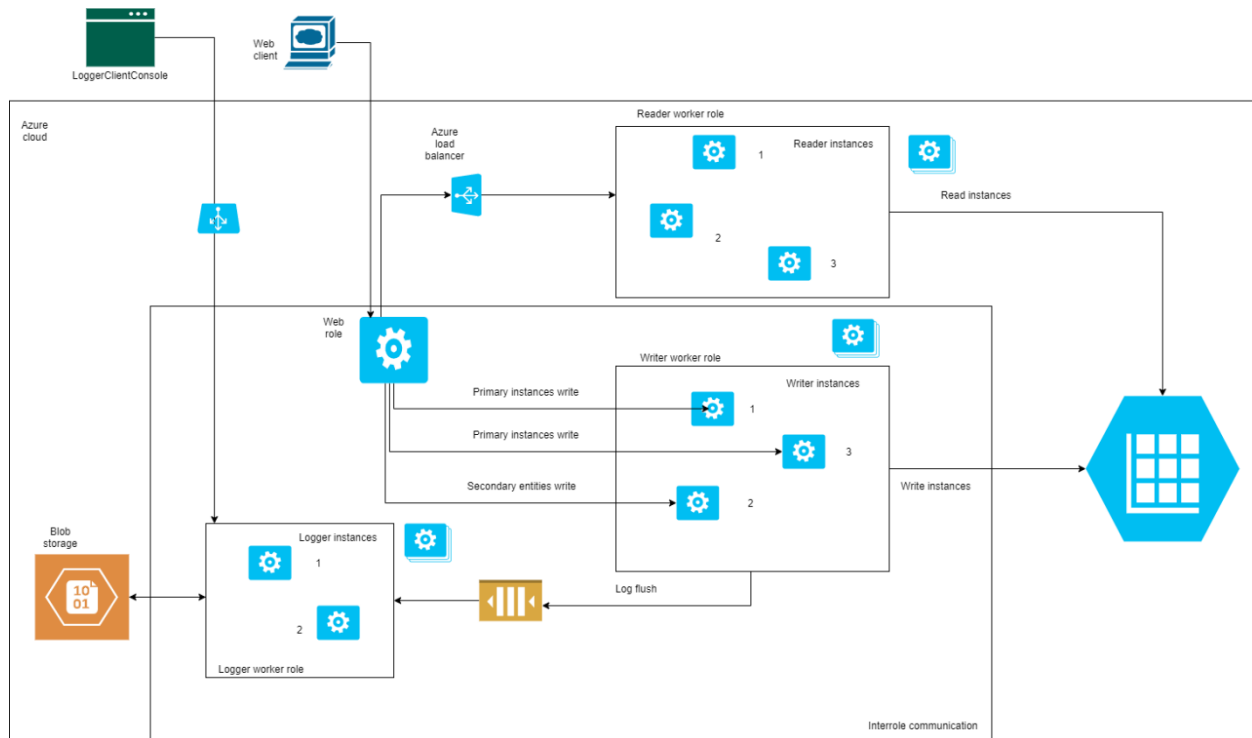 LoggerClientConsole
Web
client
Azure
cloud
Azure
load
balancer
Reader worker role
Reader instances
1
2
3
Read instances
Web
role
Writer worker role
Writer instances
Primary instances write
1
Primary instances write
3
Secondary entities write
2
Write instances
Blob
storage
10
01
Logger instances
1
2
Logger worker role
Log flush
Interrole communication